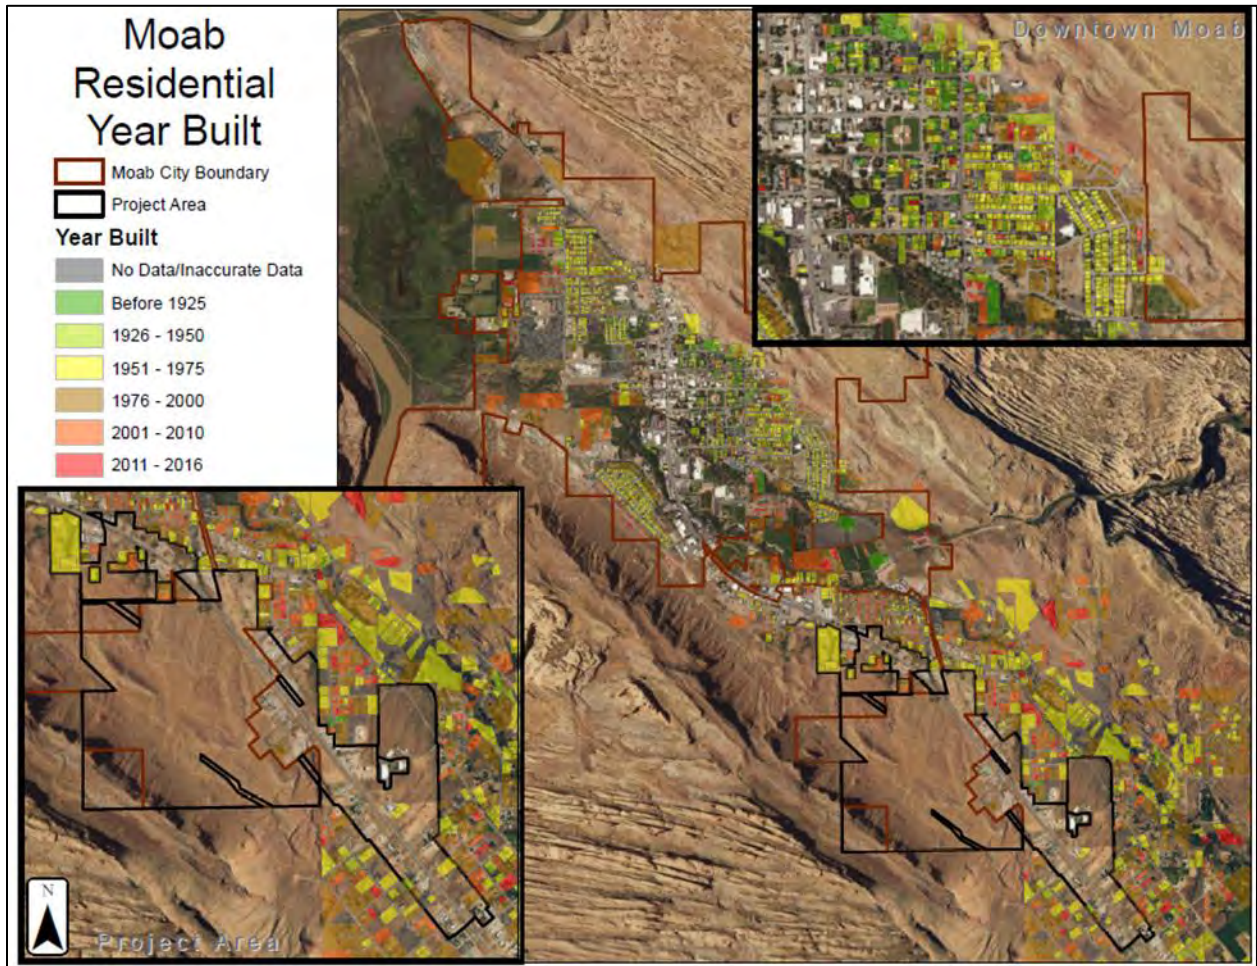 Moab
Residential
Year Built
Moab City Boundary
Project Area
Year Built
No Data/Inaccurate Data
Before 1925
1926 - 1950
1951 - 1975
1976 - 2000
2001 - 2010
2011 - 2016
Downtown Moab
N
Project Area